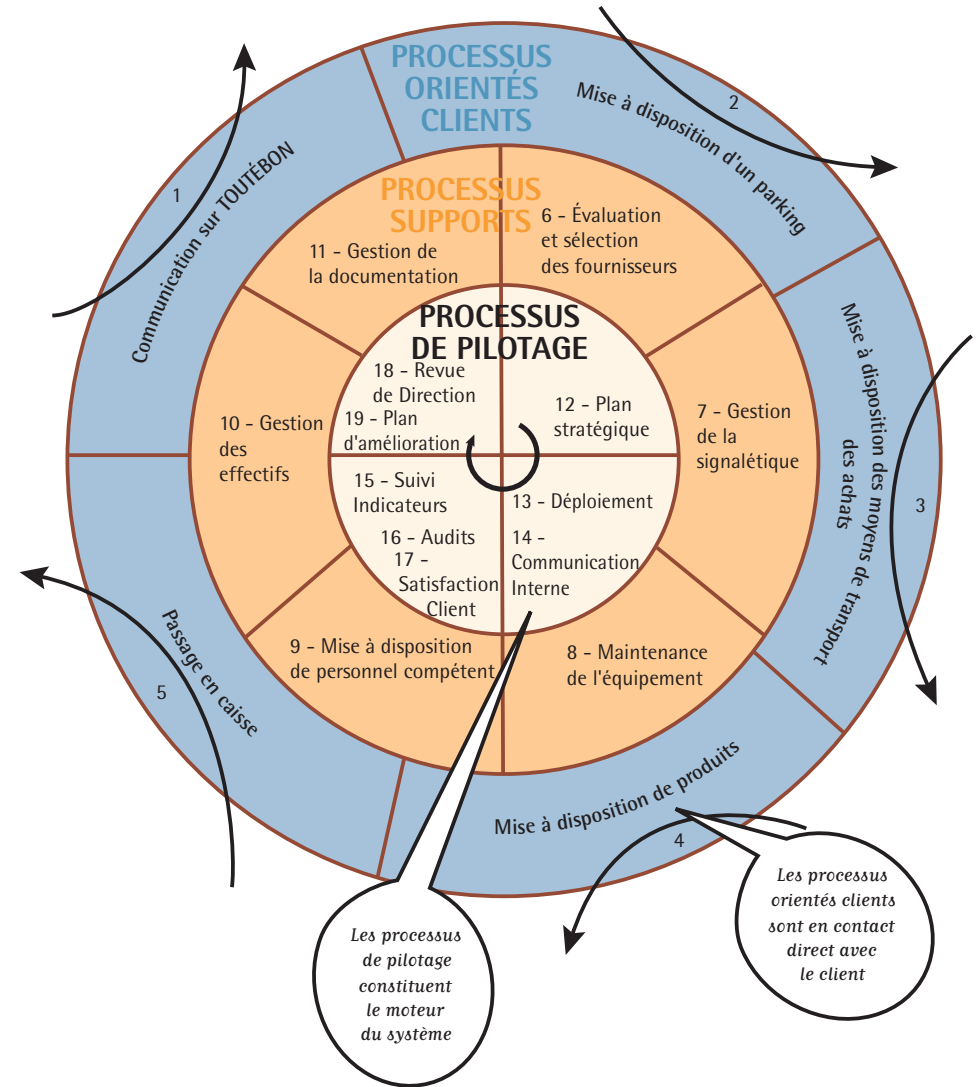 PROCESSUS
ORIENTÉS
CLIENTS
1
Communication sur TOUTÉBON
2
Mise à disposition d'un parking
3
Mise à disposition des moyens de transport
des achats
4
Mise à disposition de produits
5
Passage en caisse
PROCESSUS
SUPPORTS
6 - Évaluation
et sélection
des fournisseurs
7 - Gestion
de la
signalétique
8 - Maintenance
de l'équipement
9 - Mise à disposition
de personnel compétent
10 - Gestion
des
effectifs
11 - Gestion de
la documentation
PROCESSUS
DE PILOTAGE
12 - Plan
stratégique
13 - Déploiement
14 -
Communication
Interne
15 - Suivi
Indicateurs
16 - Audits
17 -
Satisfaction
Client
18 - Revue
de Direction
19 - Plan
d'amélioration
Les processus
de pilotage
constituent
le moteur
du système
Les processus
orientés clients
sont en contact
direct avec
le client